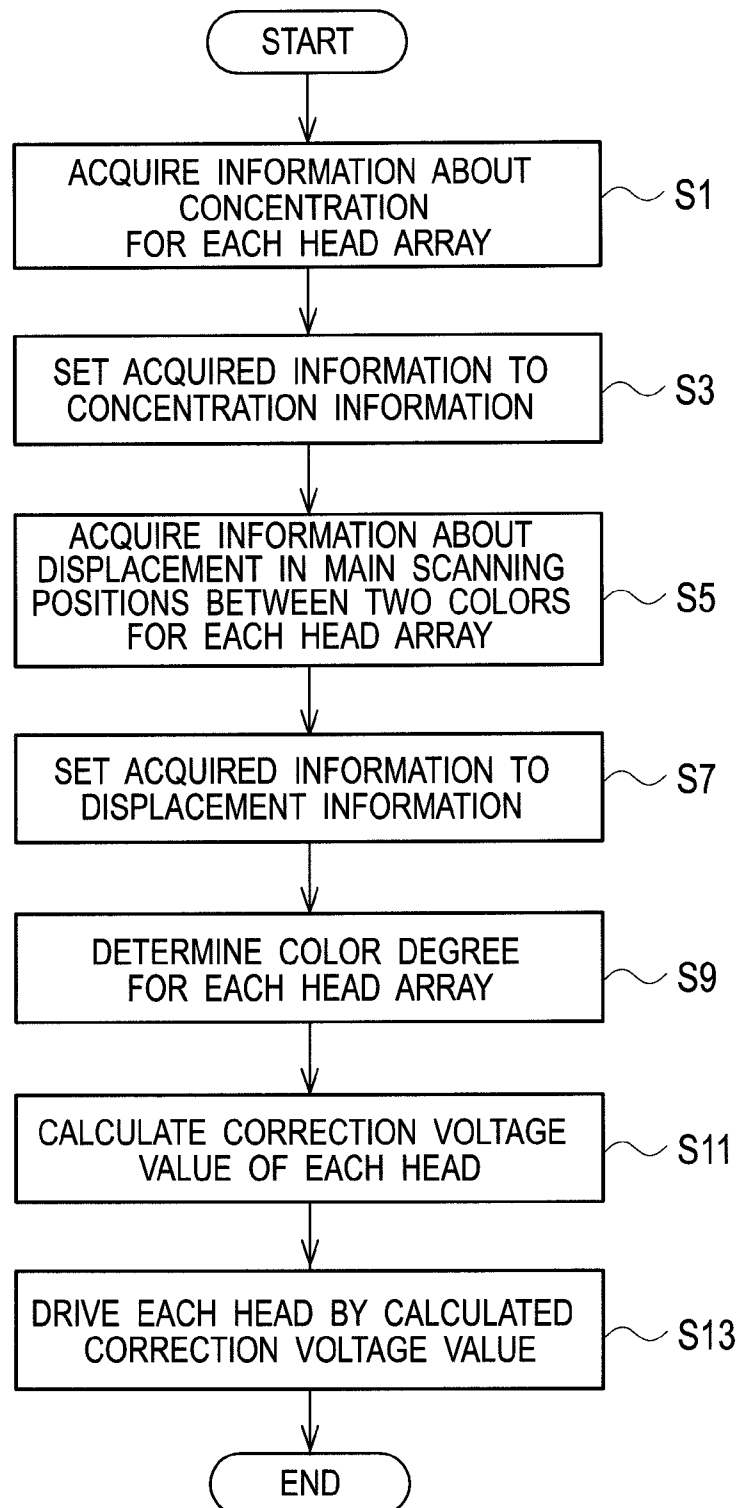 START
ACQUIRE INFORMATION ABOUT
CONCENTRATION
FOR EACH HEAD ARRAY
S1
SET ACQUIRED INFORMATION TO
CONCENTRATION INFORMATION
S3
ACQUIRE INFORMATION ABOUT
DISPLACEMENT IN MAIN SCANNING
POSITIONS BETWEEN TWO COLORS
FOR EACH HEAD ARRAY
S5
SET ACQUIRED INFORMATION TO
DISPLACEMENT INFORMATION
S7
DETERMINE COLOR DEGREE
FOR EACH HEAD ARRAY
S9
CALCULATE CORRECTION VOLTAGE
VALUE OF EACH HEAD
S11
DRIVE EACH HEAD BY CALCULATED
CORRECTION VOLTAGE VALUE
S13
END